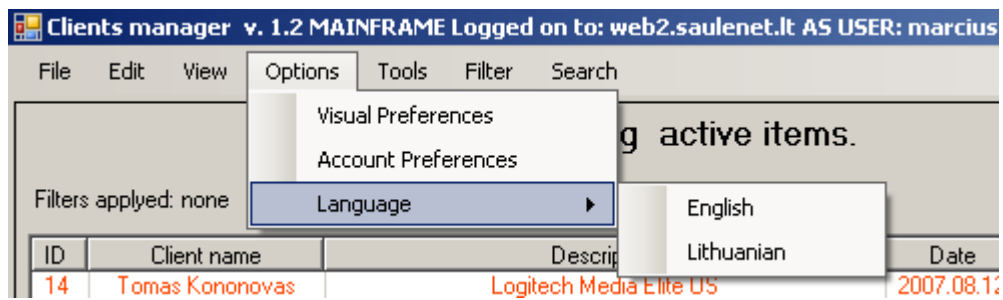 Clients manager v. 1.2 MAINFRAME Logged on to: web2.saulenet.lt AS USER: marcius
File Edit View Options Tools Filter Search
Visual Preferences
active items.
Account Preferences
Filters applyed: none
Language
English
Lithuanian
ID Client name Descrip Date
14 Tomas Kononovas Logitech Media Elite US 2007.08.12